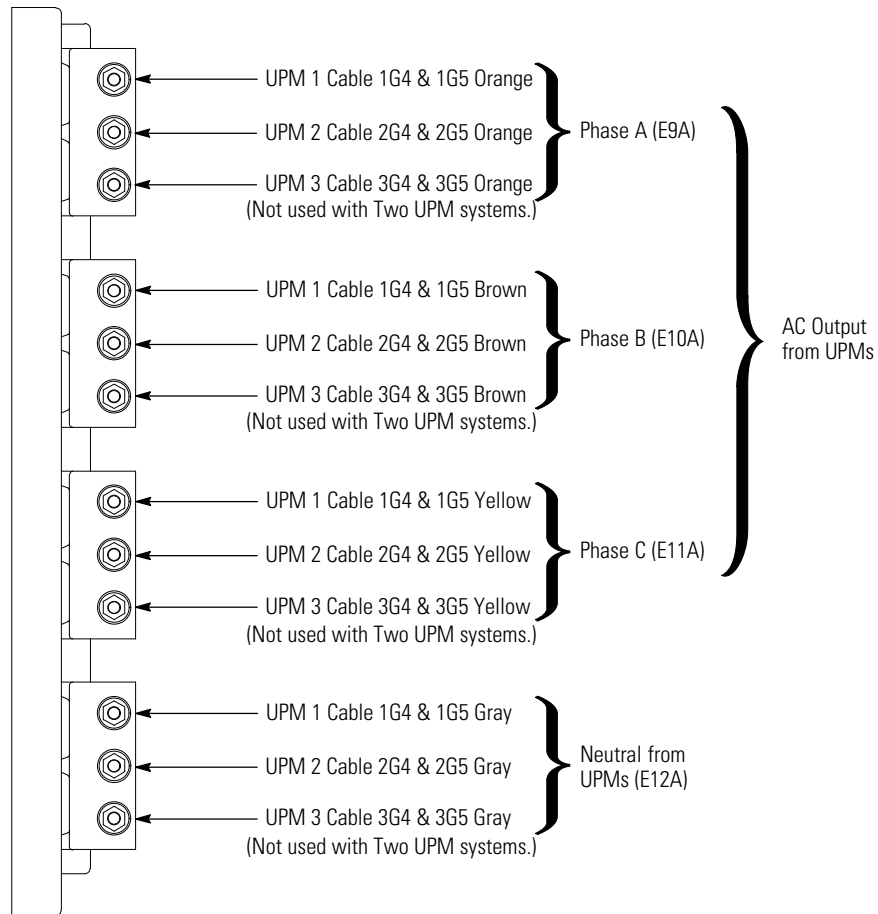 UPM 1 Cable 1G4 & 1G5 Orange
UPM 2 Cable 2G4 & 2G5 Orange
UPM 3 Cable 3G4 & 3G5 Orange
(Not used with Two UPM systems.)
Phase A (E9A)
UPM 1 Cable 1G4 & 1G5 Brown
UPM 2 Cable 2G4 & 2G5 Brown
UPM 3 Cable 3G4 & 3G5 Brown
(Not used with Two UPM systems.)
Phase B (E10A)
UPM 1 Cable 1G4 & 1G5 Yellow
UPM 2 Cable 2G4 & 2G5 Yellow
UPM 3 Cable 3G4 & 3G5 Yellow
(Not used with Two UPM systems.)
Phase C (E11A)
AC Output
from UPMs
UPM 1 Cable 1G4 & 1G5 Gray
UPM 2 Cable 2G4 & 2G5 Gray
UPM 3 Cable 3G4 & 3G5 Gray
(Not used with Two UPM systems.)
Neutral from
UPMs (E12A)